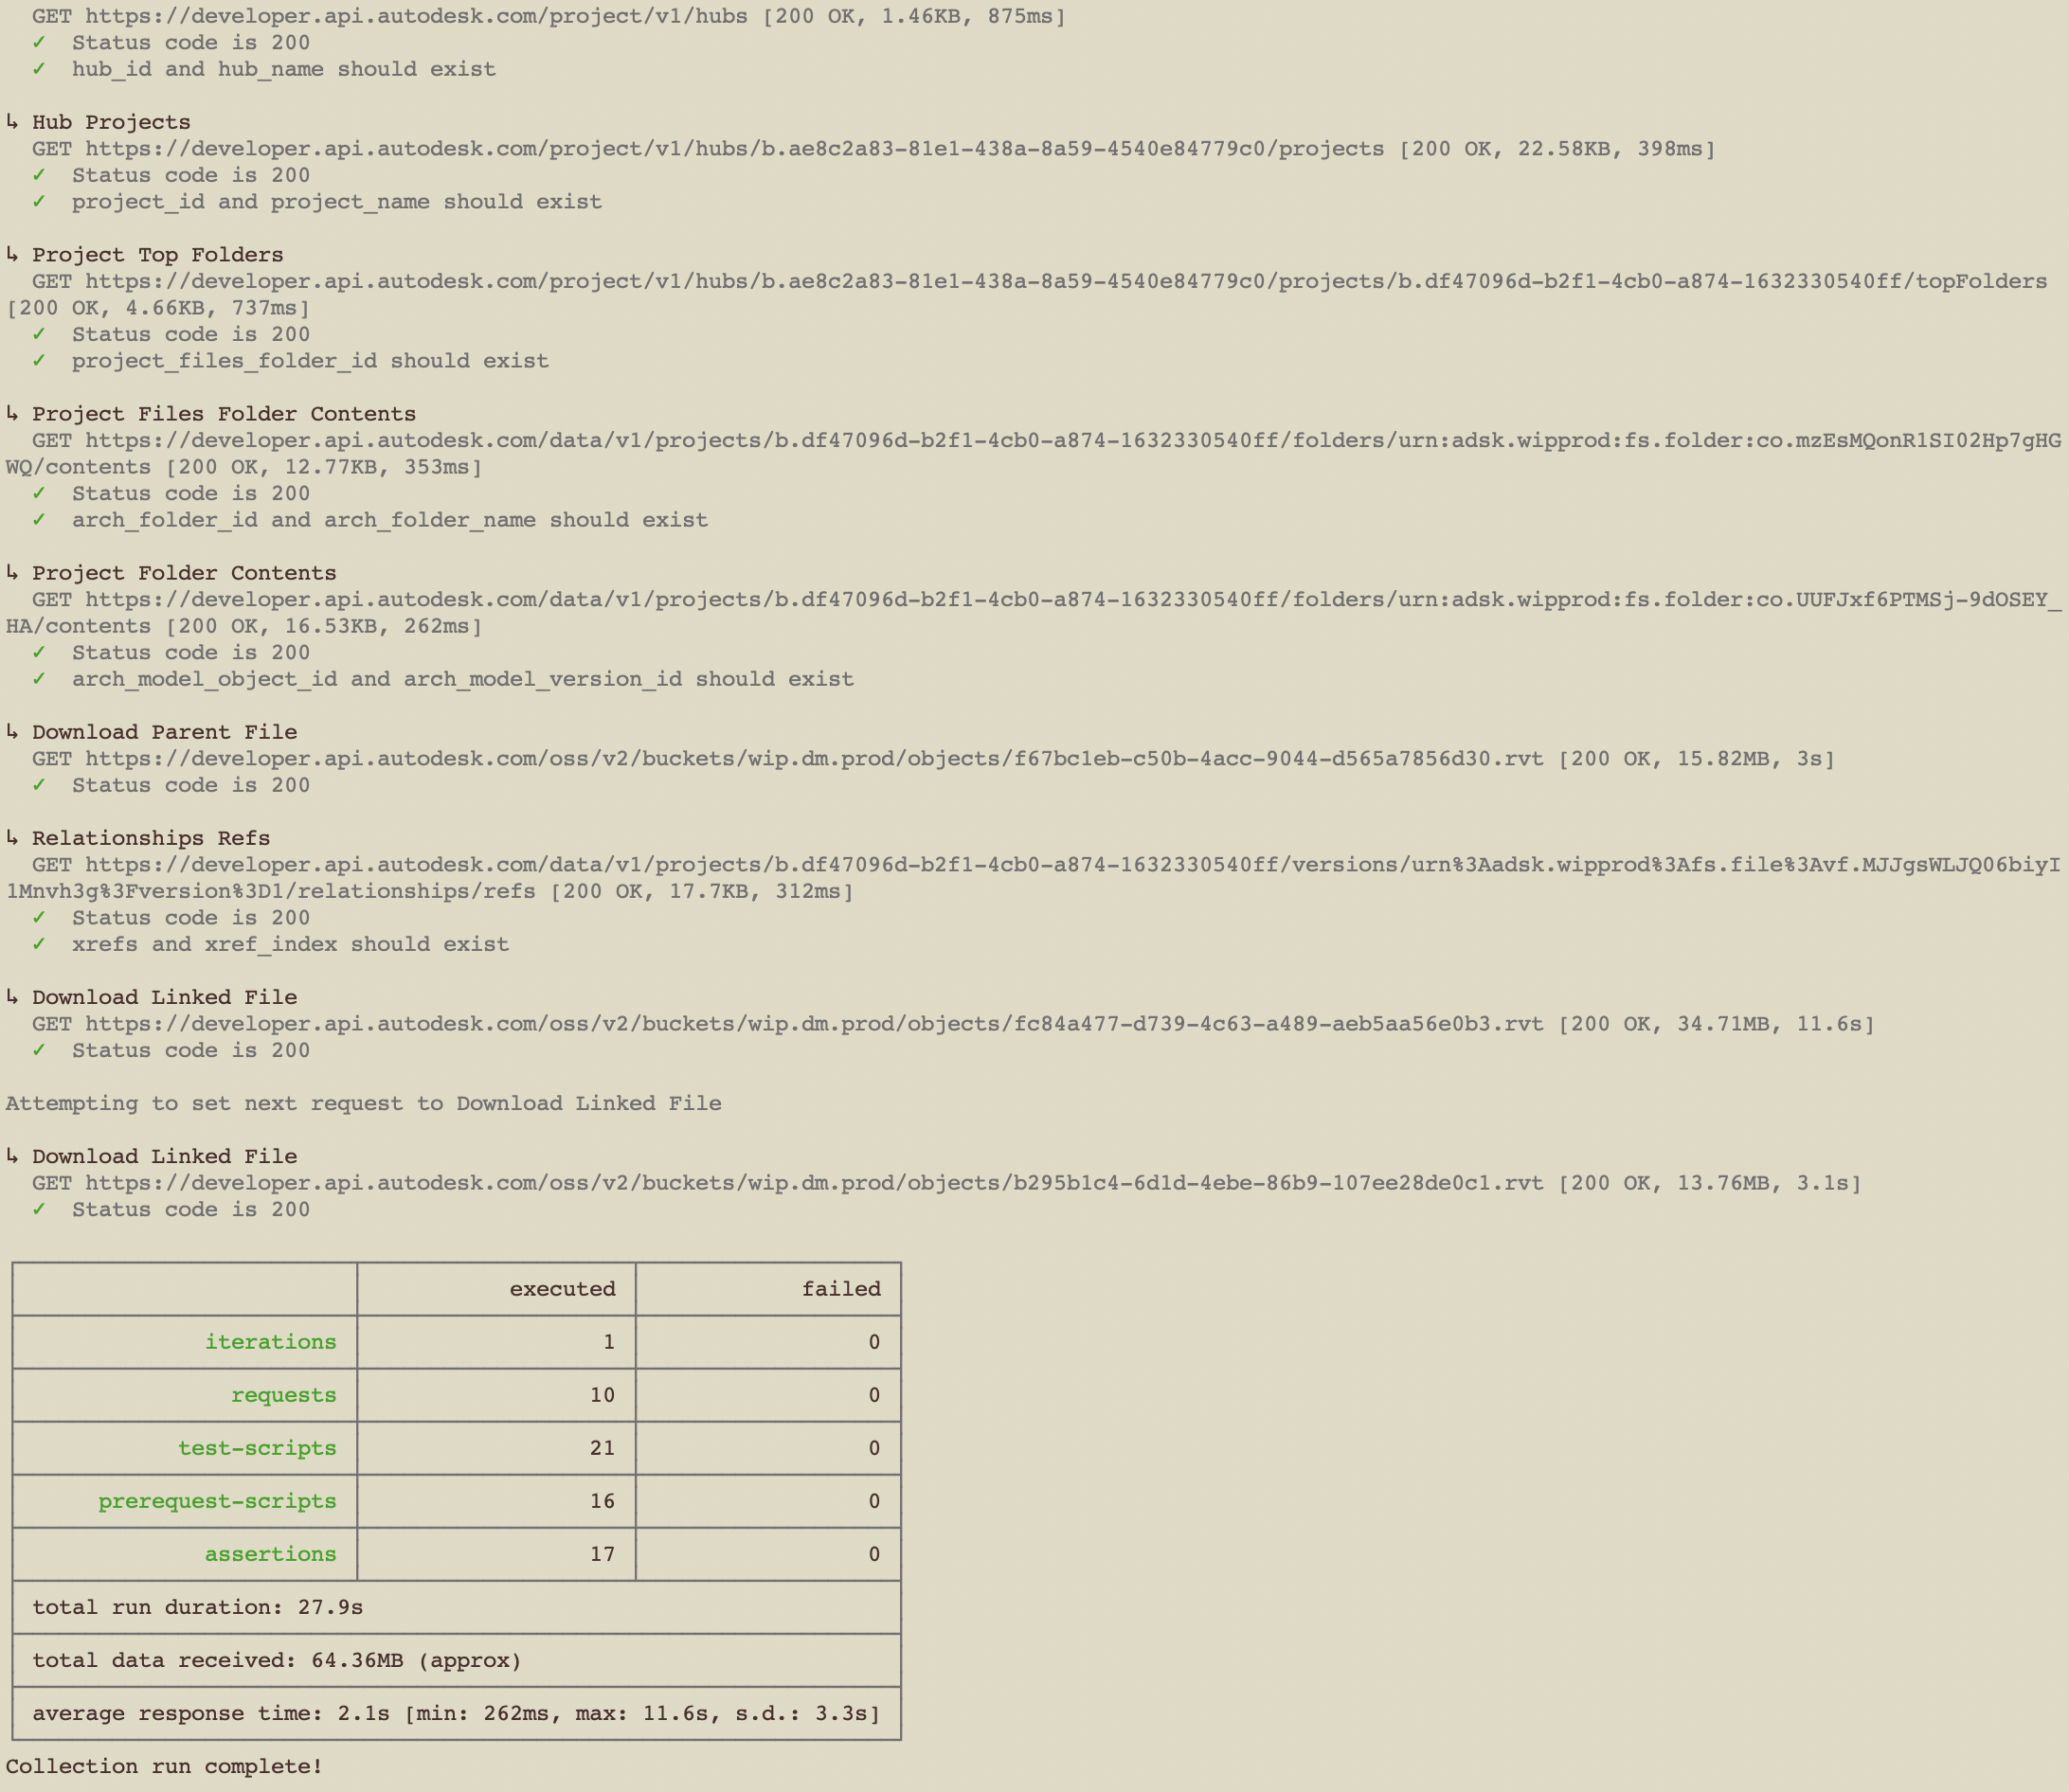 GET https://developer.api.autodesk.com/project/v1/hubs [200 OK, 1.46KB, 875ms]
✓ Status code is 200
✓ hub_id and hub_name should exist
↳ Hub Projects
GET https://developer.api.autodesk.com/project/v1/hubs/b.ae8c2a83-81e1-438a-8a59-4540e84779c0/projects [200 OK, 22.58KB, 398ms]
✓ Status code is 200
✓ project_id and project_name should exist
↳ Project Top Folders
GET https://developer.api.autodesk.com/project/v1/hubs/b.ae8c2a83-81e1-438a-8a59-4540e84779c0/projects/b.df47096d-b2f1-4cb0-a874-1632330540ff/topFolders
[200 OK, 4.66KB, 737ms]
✓ Status code is 200
✓ project_files_folder_id should exist
↳ Project Files Folder Contents
GET https://developer.api.autodesk.com/data/v1/projects/b.df47096d-b2f1-4cb0-a874-1632330540ff/folders/urn:adsk.wipprod:fs.folder:co.mzEsMQonR1SI02Hp7gHG
WQ/contents [200 OK, 12.77KB, 353ms]
✓ Status code is 200
✓ arch_folder_id and arch_folder_name should exist
↳ Project Folder Contents
GET https://developer.api.autodesk.com/data/v1/projects/b.df47096d-b2f1-4cb0-a874-1632330540ff/folders/urn:adsk.wipprod:fs.folder:co.UUFJxf6PTMSj-9dOSEY_
HA/contents [200 OK, 16.53KB, 262ms]
✓ Status code is 200
✓ arch_model_object_id and arch_model_version_id should exist
↳ Download Parent File
GET https://developer.api.autodesk.com/oss/v2/buckets/wip.dm.prod/objects/f67bc1eb-c50b-4acc-9044-d565a7856d30.rvt [200 OK, 15.82MB, 3s]
✓ Status code is 200
↳ Relationships Refs
GET https://developer.api.autodesk.com/data/v1/projects/b.df47096d-b2f1-4cb0-a874-1632330540ff/versions/urn%3Aadsk.wipprod%3Afs.file%3Avf.MJJgsWLJQ06biyI
1Mnvh3g%3Fversion%3D1/relationships/refs [200 OK, 17.7KB, 312ms]
✓ Status code is 200
✓ xrefs and xref_index should exist
↳ Download Linked File
GET https://developer.api.autodesk.com/oss/v2/buckets/wip.dm.prod/objects/fc84a477-d739-4c63-a489-aeb5aa56e0b3.rvt [200 OK, 34.71MB, 11.6s]
✓ Status code is 200
Attempting to set next request to Download Linked File
↳ Download Linked File
GET https://developer.api.autodesk.com/oss/v2/buckets/wip.dm.prod/objects/b295b1c4-6d1d-4ebe-86b9-107ee28de0c1.rvt [200 OK, 13.76MB, 3.1s]
✓ Status code is 200
executed failed
iterations 1 0
requests 10 0
test-scripts 21 0
prerequest-scripts 16 0
assertions 17 0
total run duration: 27.9s
total data received: 64.36MB (approx)
average response time: 2.1s [min: 262ms, max: 11.6s, s.d.: 3.3s]
Collection run complete!